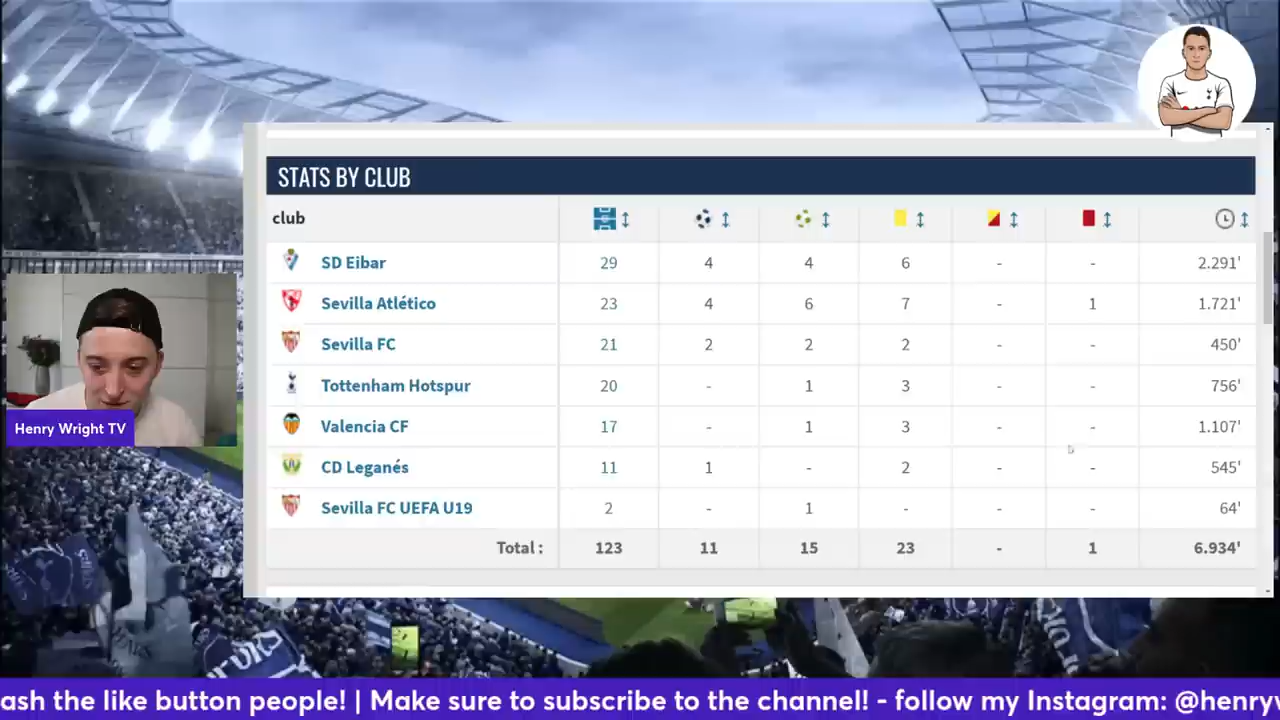 STATS BY CLUB
club
SD Eibar 29 4 4 6 - - 2.291'
Sevilla Atlético 23 4 6 7 - 1 1.721'
Sevilla FC 21 2 2 2 - - 450'
Tottenham Hotspur 20 - 1 3 - - 756'
Valencia CF 17 - 1 3 - - 1.107'
CD Leganés 11 1 - 2 - - 545'
Sevilla FC UEFA U19 2 - 1 - - - 64'
Total : 123 11 15 23 - 1 6.934'
Henry Wright TV
ash the like button people! | Make sure to subscribe to the channel! - follow my Instagram: @henryw